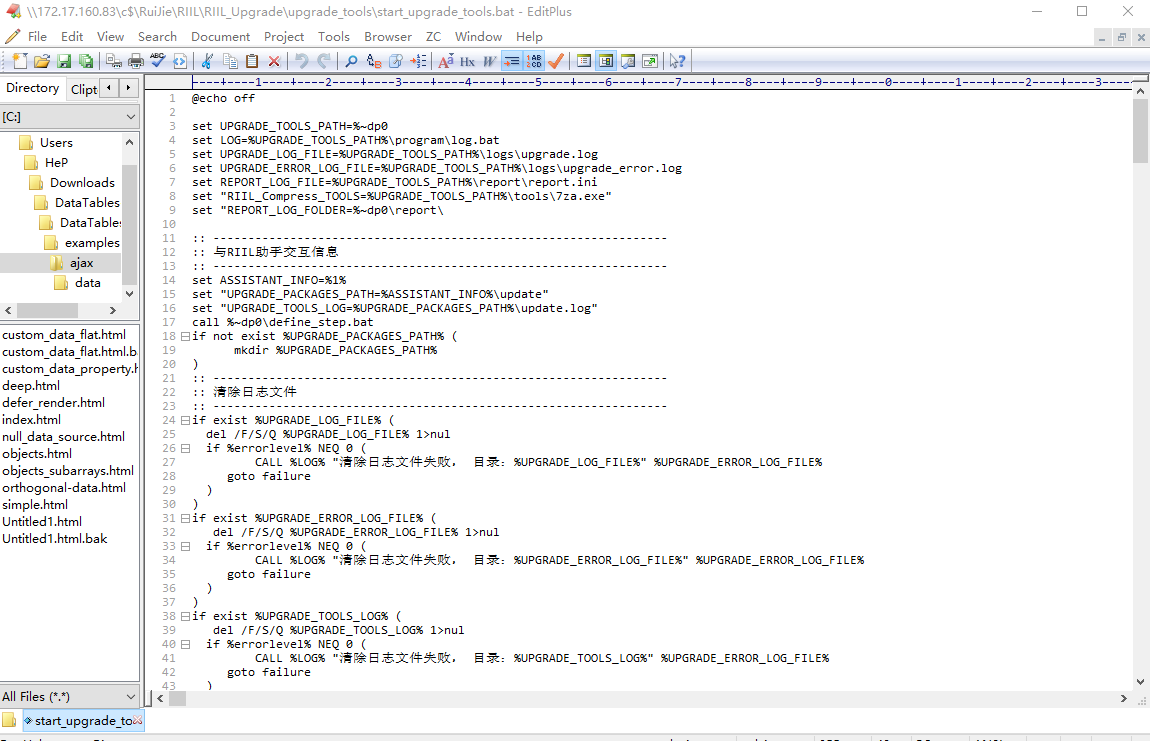 \\172.17.160.83\c$\RuiJie\RIIL\RIIL_Upgrade\upgrade_tools\start_upgrade_tools.bat - EditPlus
File Edit View Search Document Project Tools Browser ZC Window Help
Directory Clipt
[C:]
Users
HeP
Downloads
DataTables
DataTables
examples
ajax
data
custom_data_flat.html
custom_data_flat.html.b
custom_data_property.h
deep.html
defer_render.html
index.html
null_data_source.html
objects.html
objects_subarrays.html
orthogonal-data.html
simple.html
Untitled1.html
Untitled1.html.bak
All Files (*.*)
start_upgrade_to
----+----1----+----2----+----3----+----4----+----5----+----6----+----7----+----8----+----9----+----0----+----1----+----2----+----3----
1 @echo off
2
3 set UPGRADE_TOOLS_PATH=%~dp0
4 set LOG=%UPGRADE_TOOLS_PATH%\program\log.bat
5 set UPGRADE_LOG_FILE=%UPGRADE_TOOLS_PATH%\logs\upgrade.log
6 set UPGRADE_ERROR_LOG_FILE=%UPGRADE_TOOLS_PATH%\logs\upgrade_error.log
7 set REPORT_LOG_FILE=%UPGRADE_TOOLS_PATH%\report\report.ini
8 set "RIIL_Compress_TOOLS=%UPGRADE_TOOLS_PATH%\tools\7za.exe"
9 set "REPORT_LOG_FOLDER=%~dp0\report\
10
11 :: -----------------------------------------------------------------
12 :: 与RIIL助手交互信息
13 :: -----------------------------------------------------------------
14 set ASSISTANT_INFO=%1%
15 set "UPGRADE_PACKAGES_PATH=%ASSISTANT_INFO%\update"
16 set "UPGRADE_TOOLS_LOG=%UPGRADE_PACKAGES_PATH%\update.log"
17 call %~dp0\define_step.bat
18 if not exist %UPGRADE_PACKAGES_PATH% (
19 mkdir %UPGRADE_PACKAGES_PATH%
20 )
21 :: -----------------------------------------------------------------
22 :: 清除日志文件
23 :: -----------------------------------------------------------------
24 if exist %UPGRADE_LOG_FILE% (
25 del /F/S/Q %UPGRADE_LOG_FILE% 1>nul
26 if %errorlevel% NEQ 0 (
27 CALL %LOG% "清除日志文件失败， 目录：%UPGRADE_LOG_FILE%" %UPGRADE_ERROR_LOG_FILE%
28 goto failure
29 )
30 )
31 if exist %UPGRADE_ERROR_LOG_FILE% (
32 del /F/S/Q %UPGRADE_ERROR_LOG_FILE% 1>nul
33 if %errorlevel% NEQ 0 (
34 CALL %LOG% "清除日志文件失败， 目录：%UPGRADE_ERROR_LOG_FILE%" %UPGRADE_ERROR_LOG_FILE%
35 goto failure
36 )
37 )
38 if exist %UPGRADE_TOOLS_LOG% (
39 del /F/S/Q %UPGRADE_TOOLS_LOG% 1>nul
40 if %errorlevel% NEQ 0 (
41 CALL %LOG% "清除日志文件失败， 目录：%UPGRADE_TOOLS_LOG%" %UPGRADE_ERROR_LOG_FILE%
42 goto failure
43 )